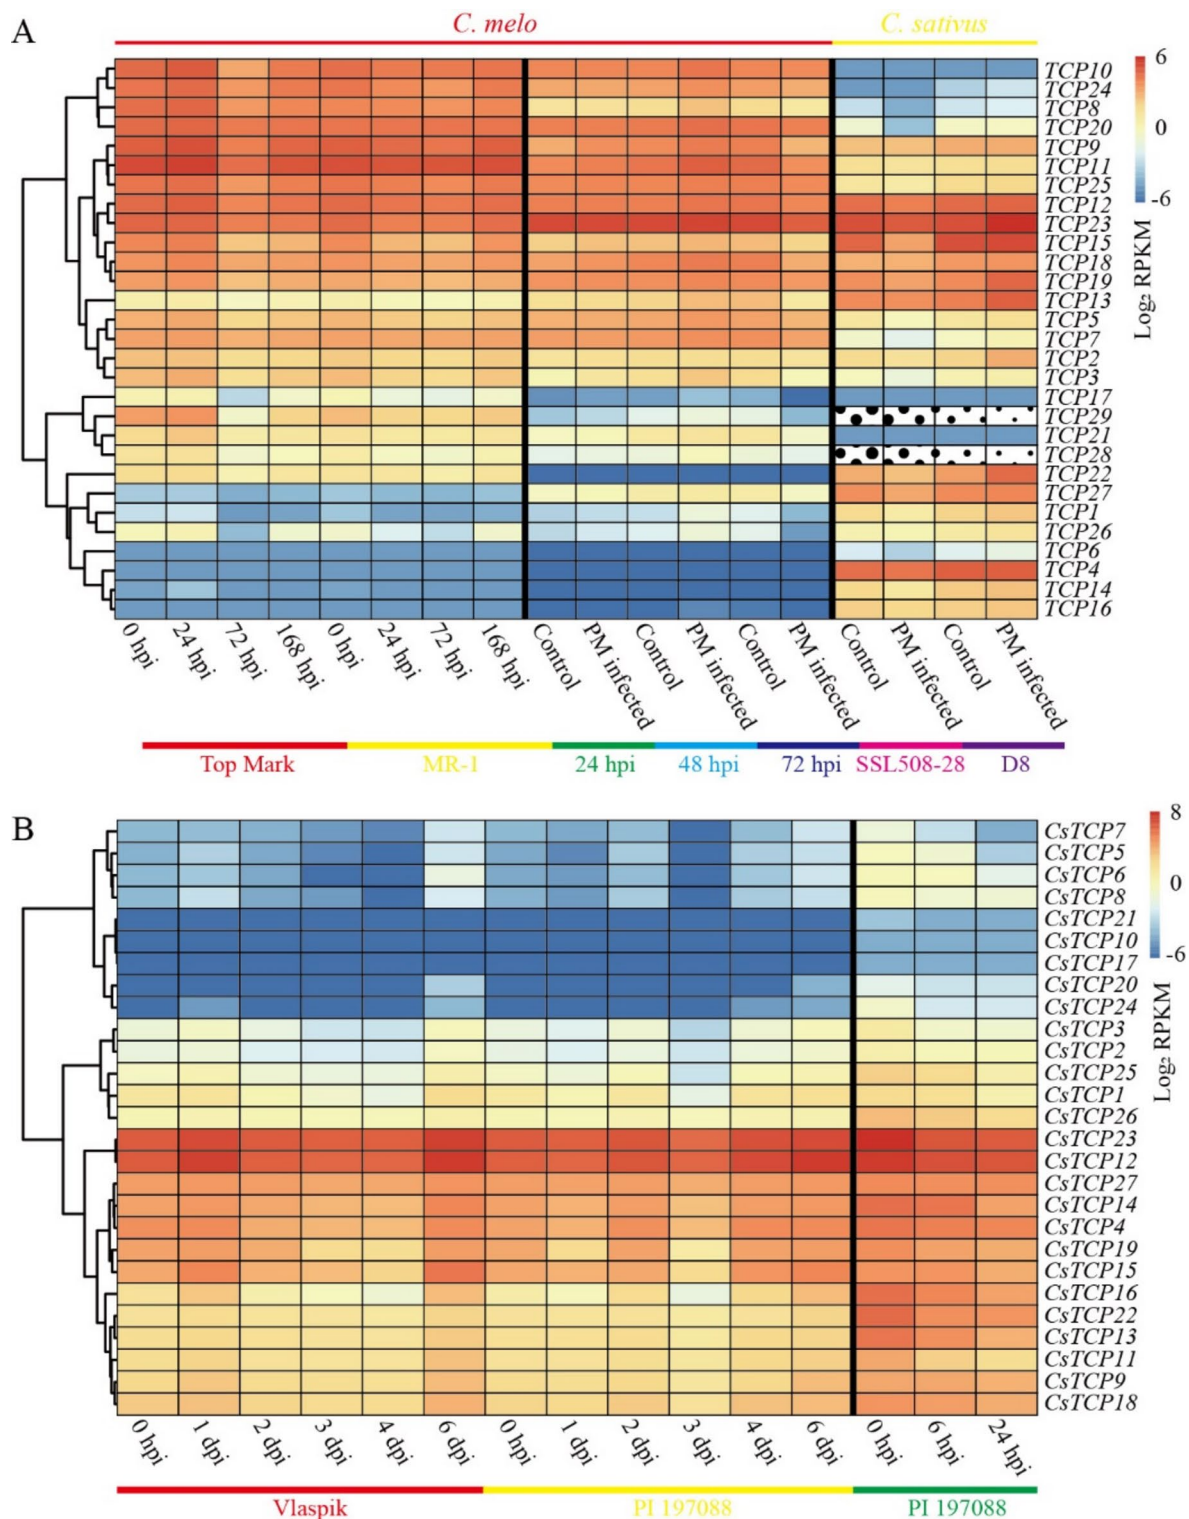 A
C. melo
C. sativus
TCP10
TCP24
TCP8
TCP20
TCP9
TCP11
TCP25
TCP12
TCP23
TCP15
TCP18
TCP19
TCP13
TCP5
TCP7
TCP2
TCP3
TCP17
TCP29
TCP21
TCP28
TCP22
TCP27
TCP1
TCP26
TCP6
TCP4
TCP14
TCP16
6
0
-6
Log₂ RPKM
0 hpi
24 hpi
72 hpi
168 hpi
0 hpi
24 hpi
72 hpi
168 hpi
Control
PM infected
Control
PM infected
Control
PM infected
Control
PM infected
Control
PM infected
Top Mark
MR-1
24 hpi
48 hpi
72 hpi
SSL508-28
D8
B
CsTCP7
CsTCP5
CsTCP6
CsTCP8
CsTCP21
CsTCP10
CsTCP17
CsTCP20
CsTCP24
CsTCP3
CsTCP2
CsTCP25
CsTCP1
CsTCP26
CsTCP23
CsTCP12
CsTCP27
CsTCP14
CsTCP4
CsTCP19
CsTCP15
CsTCP16
CsTCP22
CsTCP13
CsTCP11
CsTCP9
CsTCP18
8
0
-6
Log₂ RPKM
0 hpi
1 dpi
2 dpi
3 dpi
4 dpi
6 dpi
0 hpi
1 dpi
2 dpi
3 dpi
4 dpi
6 dpi
0 hpi
6 hpi
24 hpi
Vlaspik
PI 197088
PI 197088